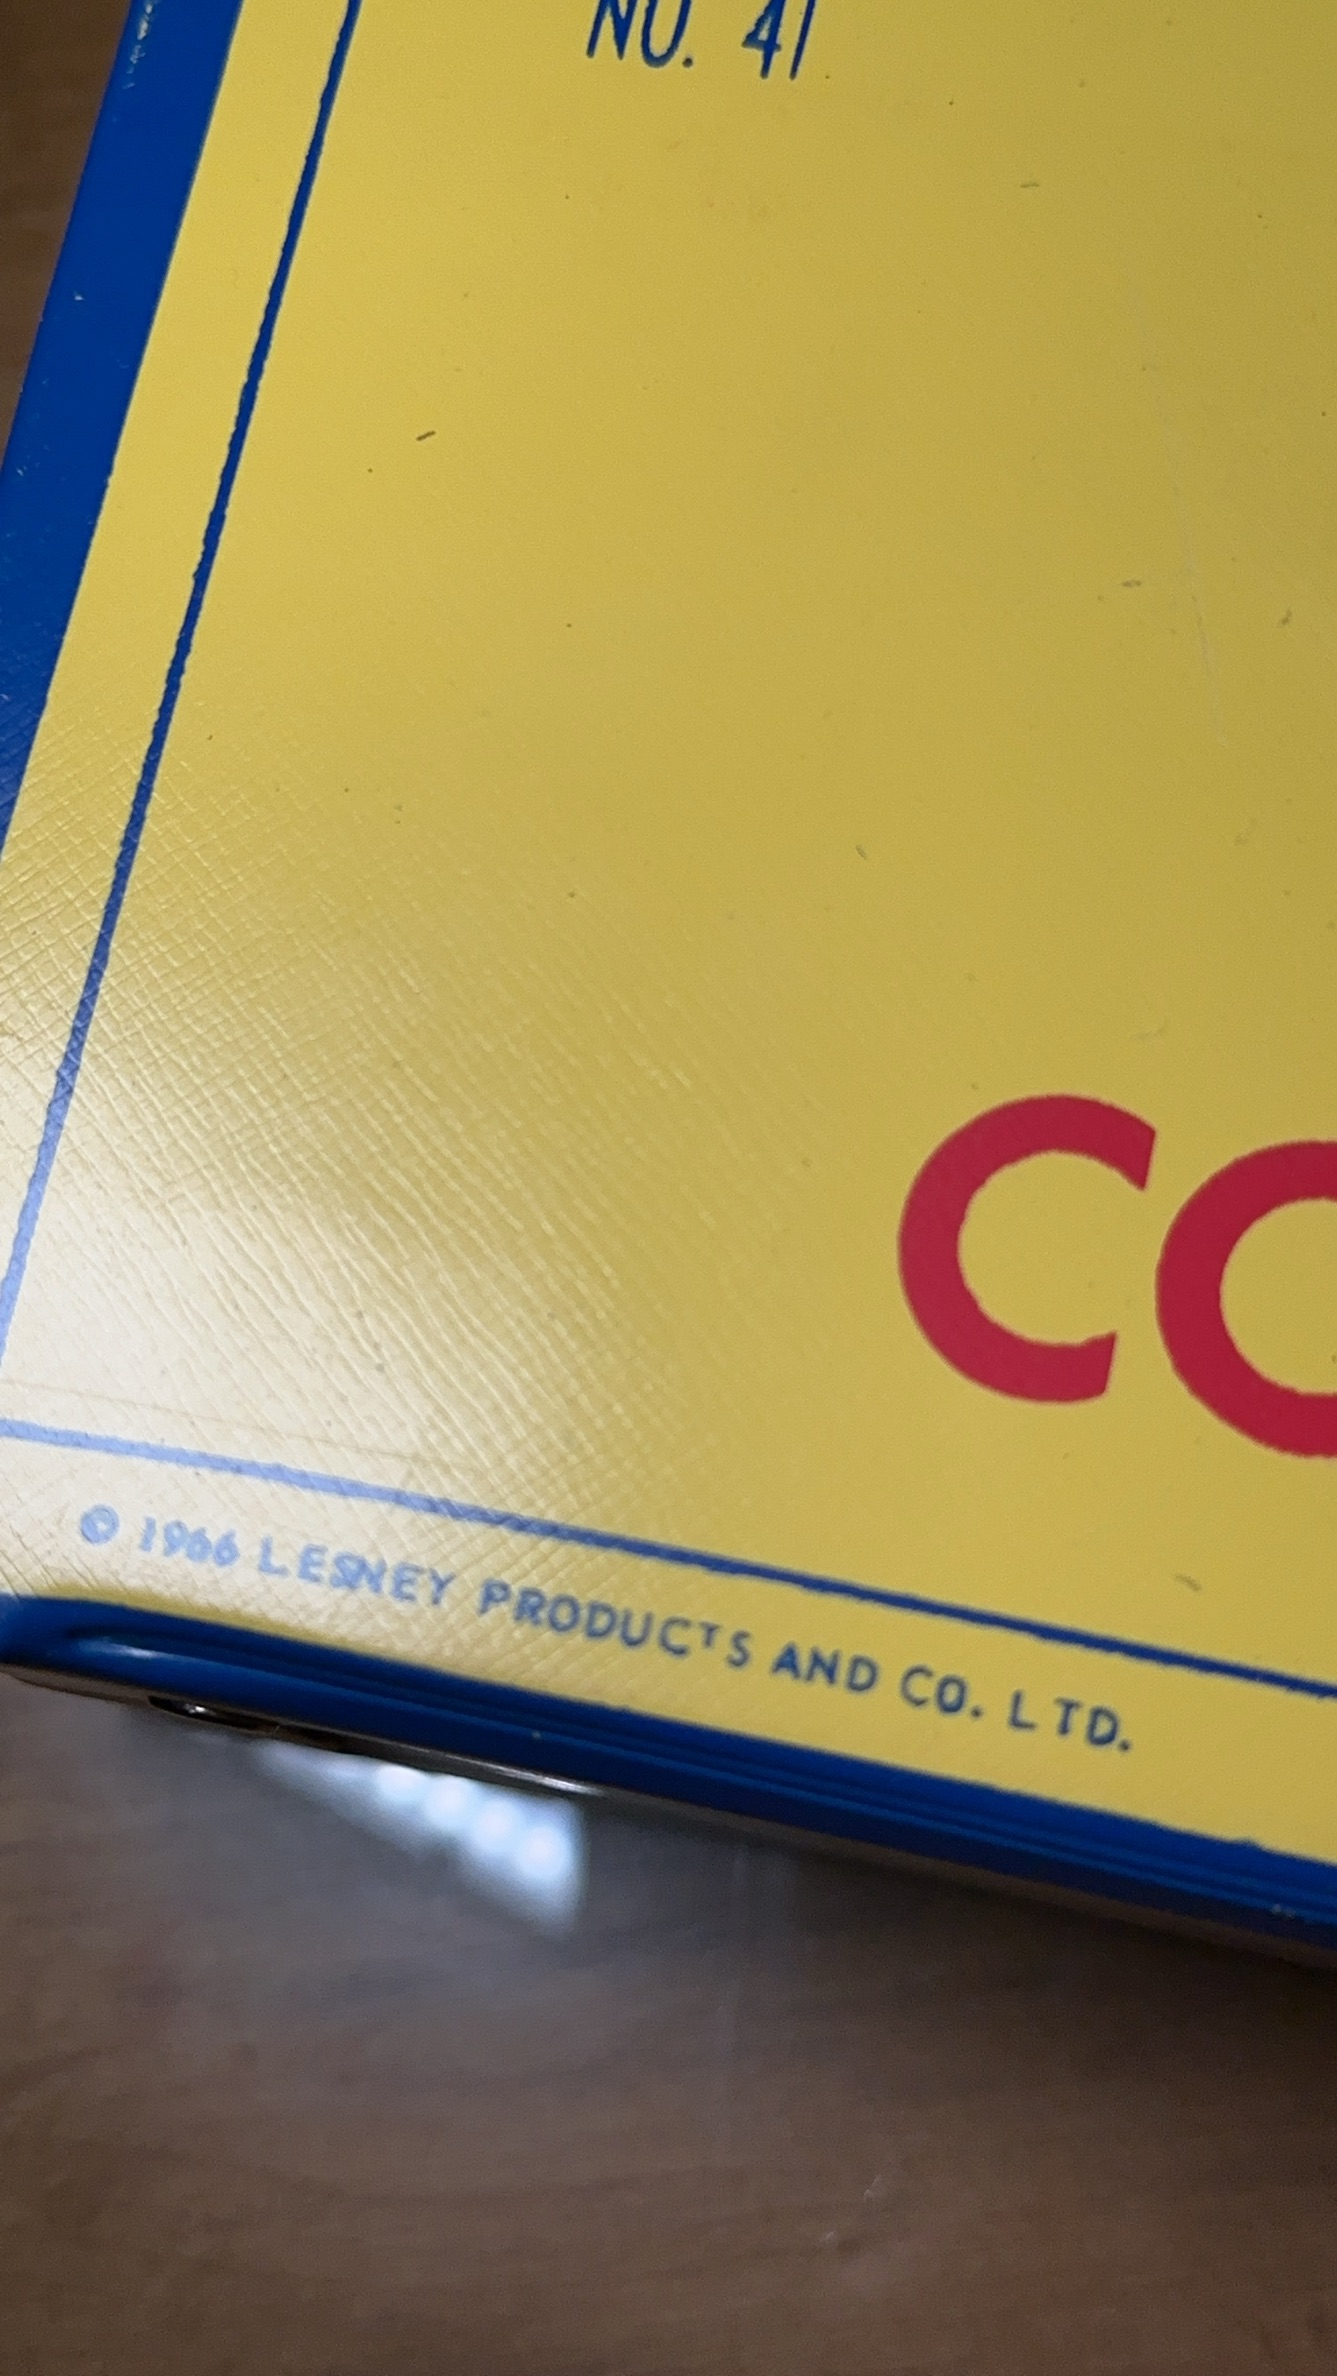 NO. 41
CO
© 1966 LESNEY PRODUCTS AND CO. LTD.